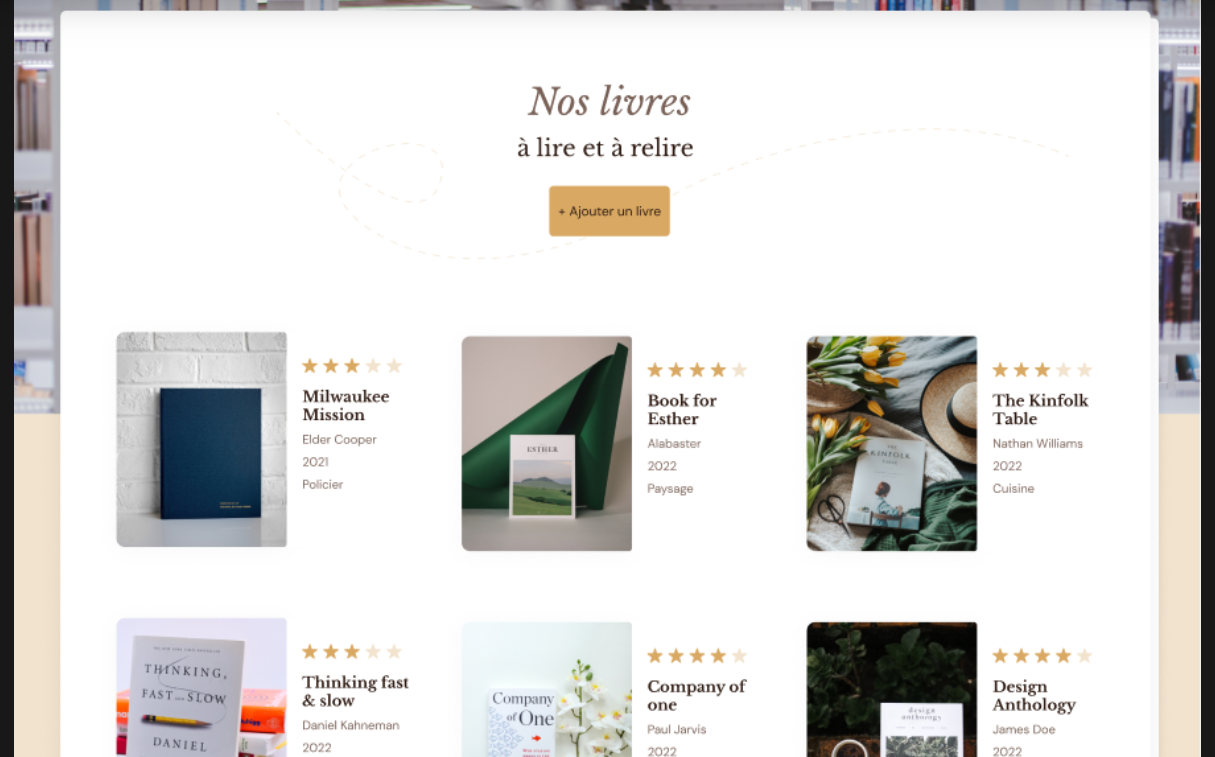 Nos livres
à lire et à relire
+ Ajouter un livre
Milwaukee
Mission
Elder Cooper
2021
Policier
ESTHER
Book for
Esther
Alabaster
2022
Paysage
THE
KINFOLK
TABLE
The Kinfolk
Table
Nathan Williams
2022
Cuisine
THINKING,
FAST AND SLOW
DANIEL
Thinking fast
& slow
Daniel Kahneman
2022
Company
of One
Company of
one
Paul Jarvis
2022
design
anthology
Design
Anthology
James Doe
2022